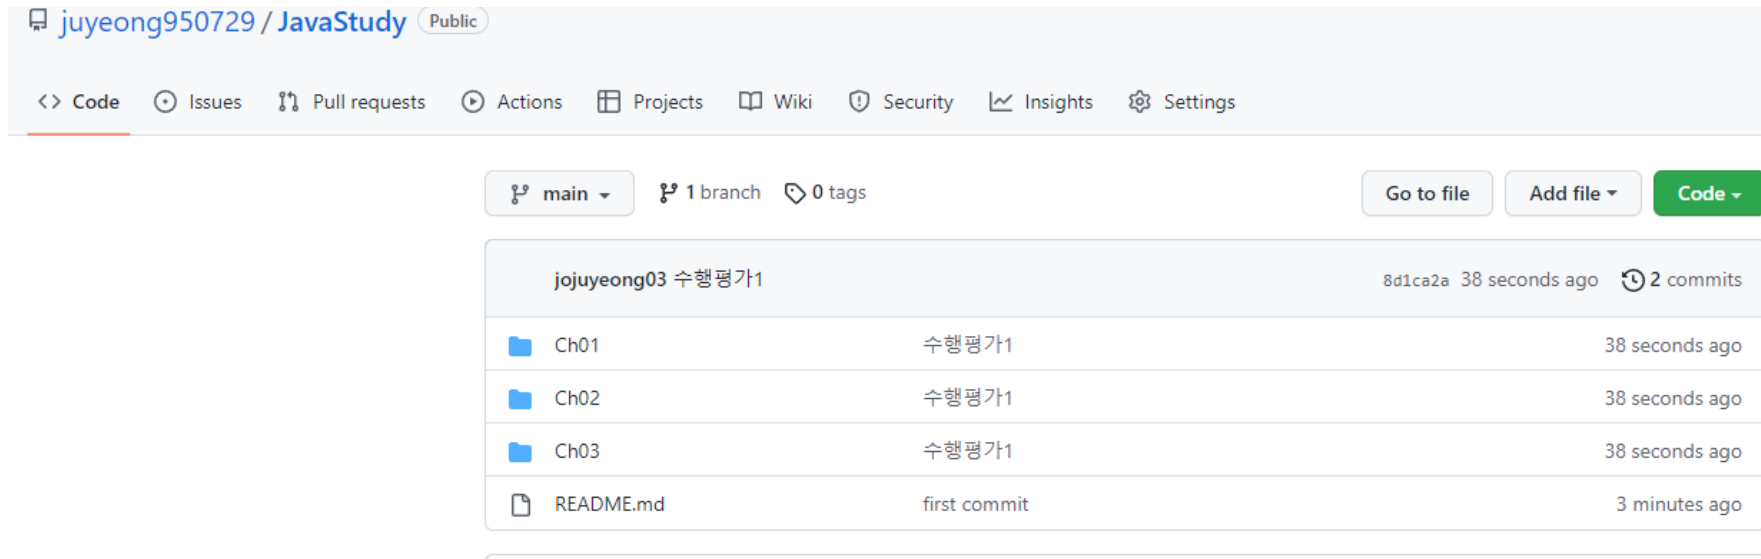 juyeong950729 / JavaStudy Public
Code Issues Pull requests Actions Projects Wiki Security Insights Settings
main 1 branch 0 tags Go to file Add file Code
jojuyeong03 수행평가1 8d1ca2a 38 seconds ago 2 commits
Ch01 수행평가1 38 seconds ago
Ch02 수행평가1 38 seconds ago
Ch03 수행평가1 38 seconds ago
README.md first commit 3 minutes ago